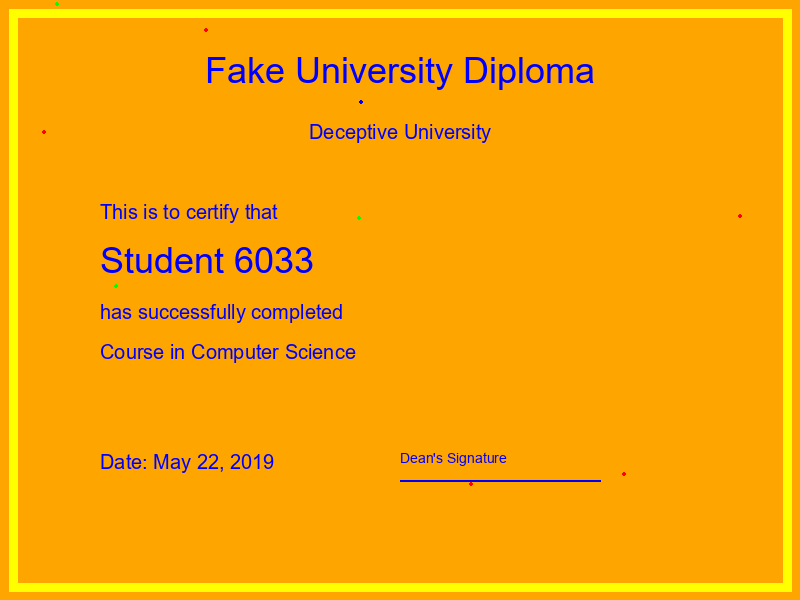 Fake University Diploma
Deceptive University
This is to certify that
Student 6033
has successfully completed
Course in Computer Science
Date: May 22, 2019
Dean's Signature